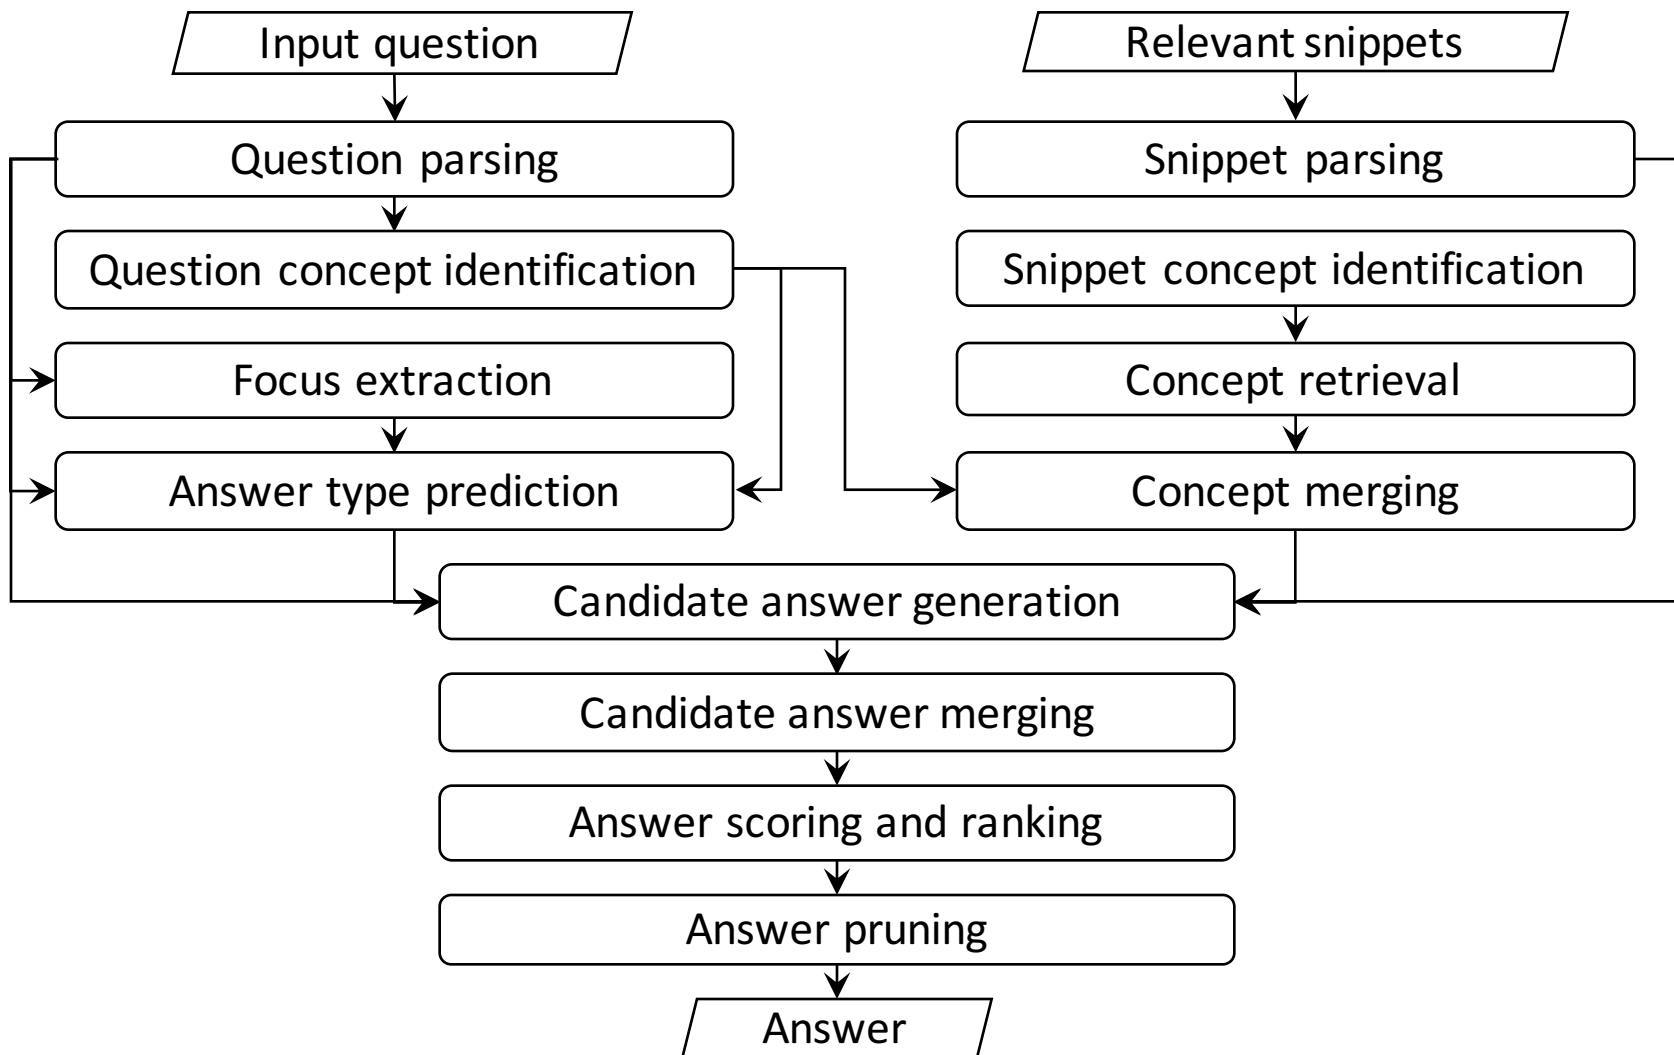 Input question
Relevant snippets
Question parsing
Snippet parsing
Question concept identification
Snippet concept identification
Focus extraction
Concept retrieval
Answer type prediction
Concept merging
Candidate answer generation
Candidate answer merging
Answer scoring and ranking
Answer pruning
Answer